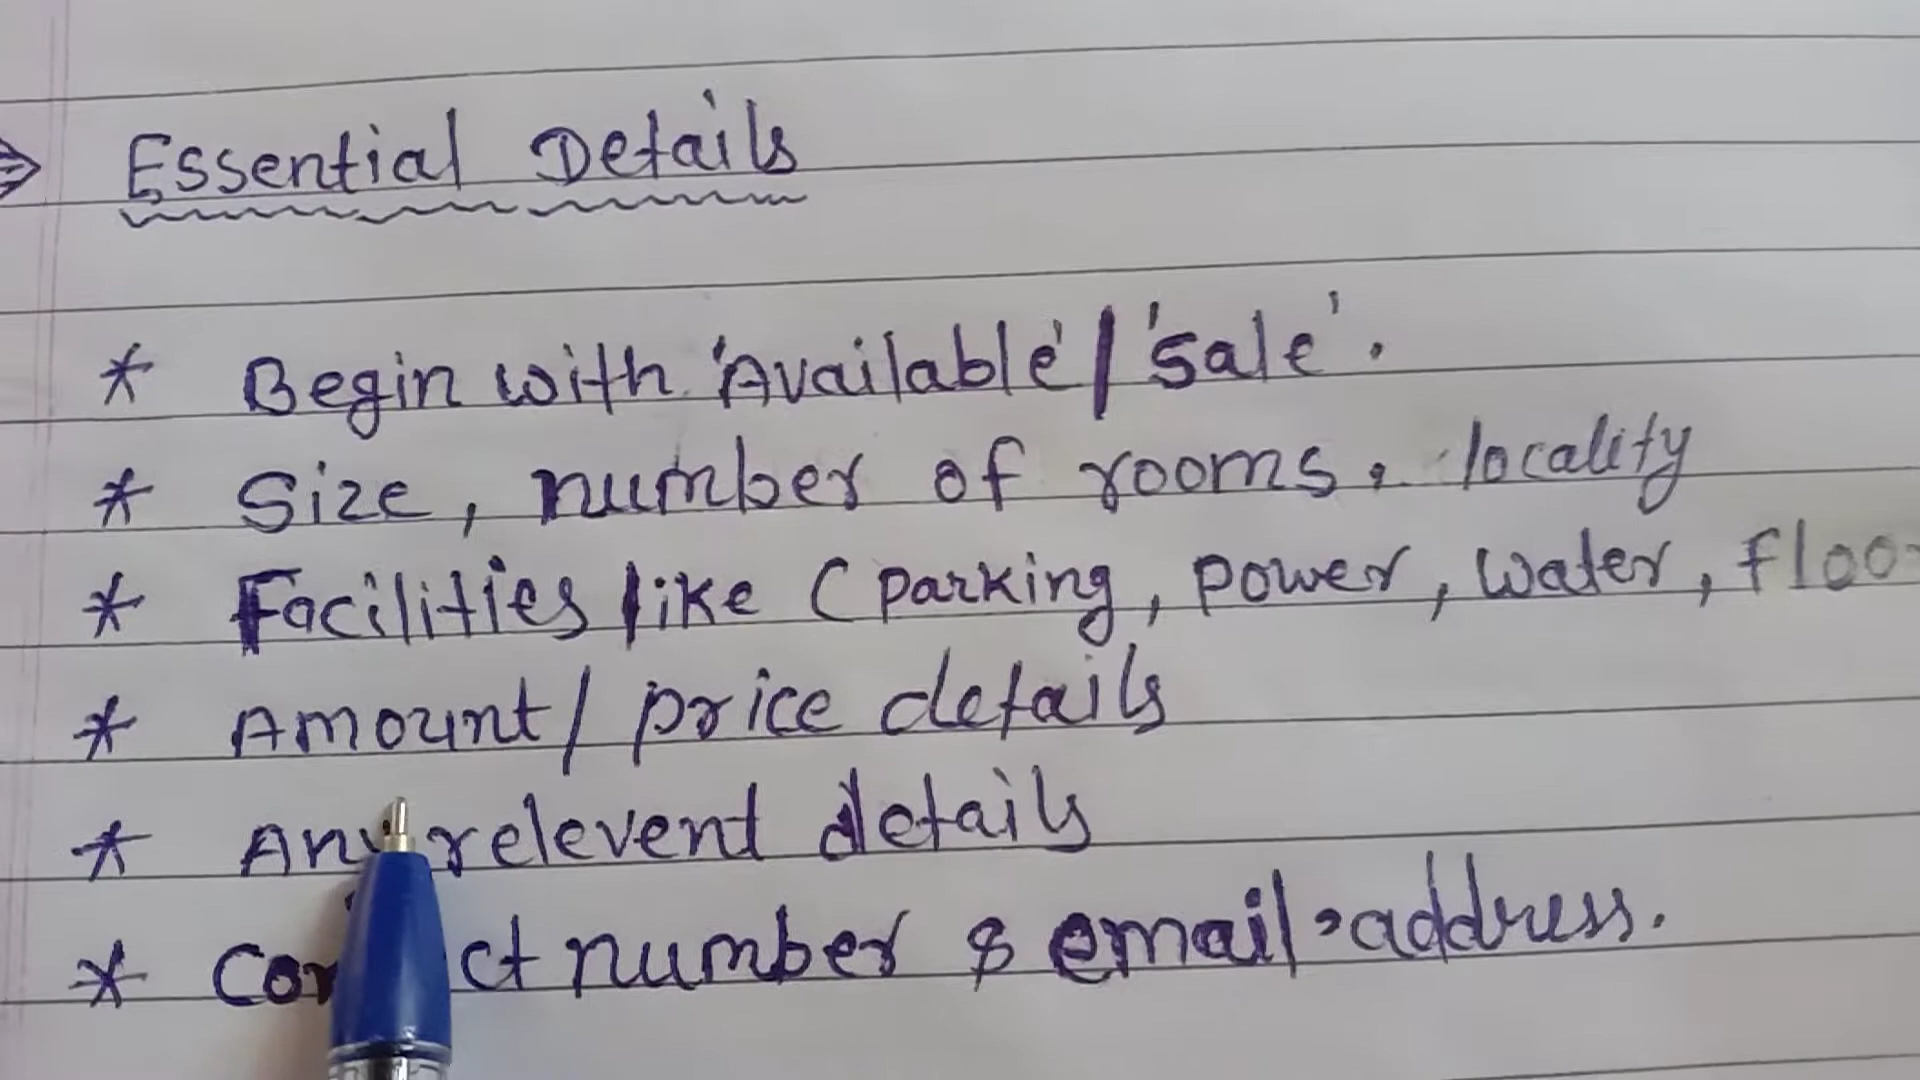 Essential Details
* Begin with 'Available' / 'Sale'.
* Size, number of rooms, locality
* Facilities like (parking, power, water, floo
* Amount / price details
* Any relevent details
* number & email address.